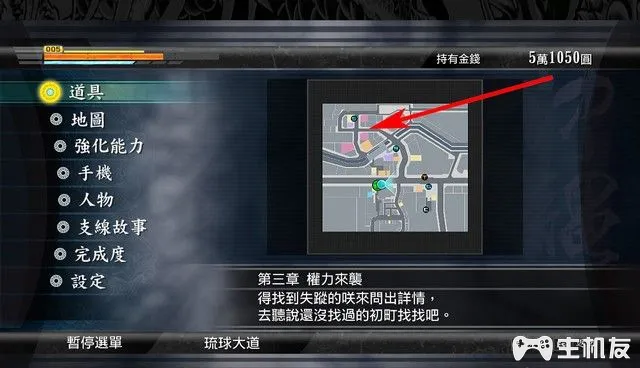 005
持有金錢 5萬1050圓
道具
地圖
強化能力
手機
人物
支線故事
完成度
設定
第三章 權力來襲
得找到失蹤的咲來問出詳情，
去聽說還沒找過的初町找找吧。
暫停選單 琉球大道
生机友